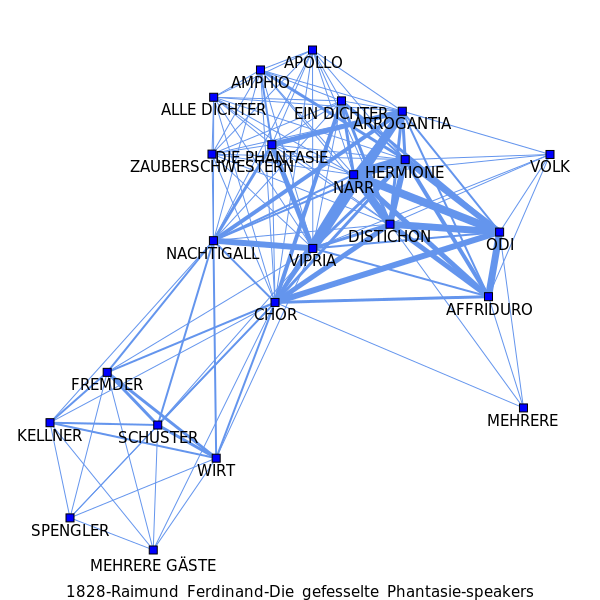 APOLLO
AMPHIO
ALLE DICHTER
EIN DICHTER
ARROGANTIA
ZAUBERSCHWESTERN
DIE PHANTASIE
HERMIONE
VOLK
NARR
DISTICHON
ODI
NACHTIGALL
VIPRIA
AFFRIDURO
CHOR
FREMDER
MEHRERE
KELLNER
SCHUSTER
WIRT
SPENGLER
MEHRERE GÄSTE
1828-Raimund Ferdinand-Die gefesselte Phantasie-speakers